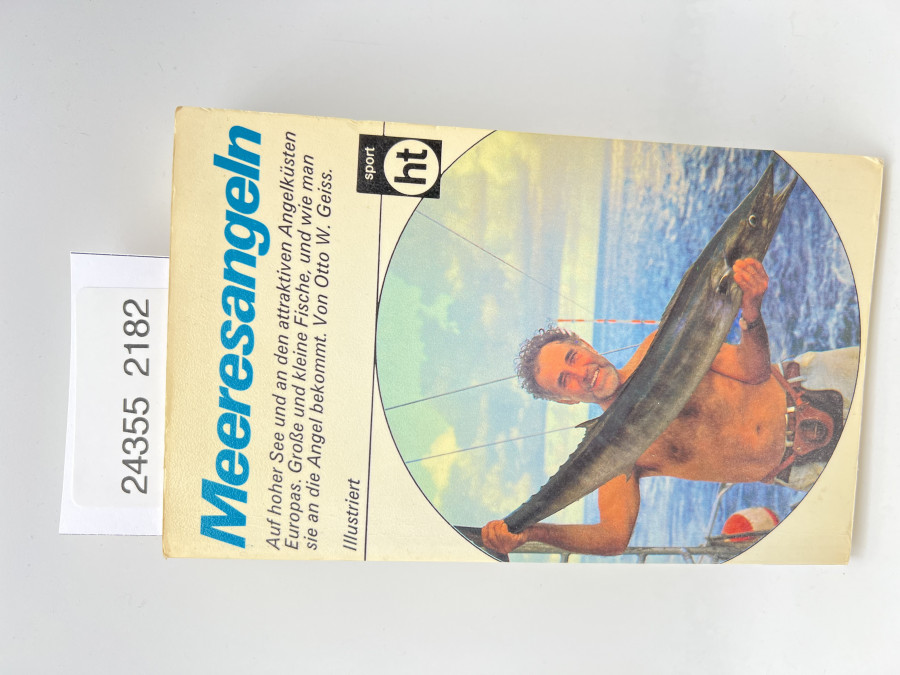 Meeresangeln
Auf hoher See und an den attraktiven Angelküsten
Europas. Große und kleine Fische, und wie man
sie an die Angel bekommt. Von Otto W. Geiss.
Illustriert
sport
ht
24355 2182